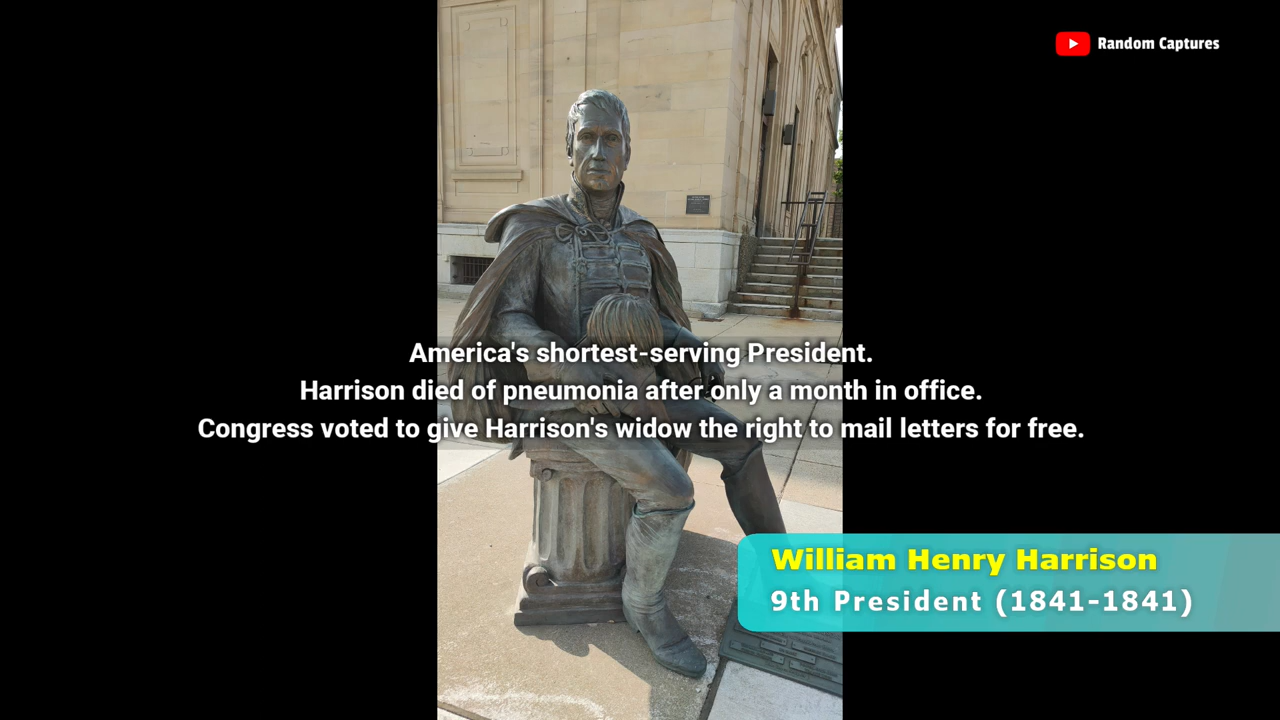 Random Captures
America's shortest-serving President.
Harrison died of pneumonia after only a month in office.
Congress voted to give Harrison's widow the right to mail letters for free.
William Henry Harrison
9th President (1841-1841)